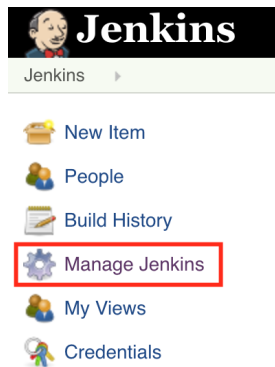 Jenkins
Jenkins
New Item
People
Build History
Manage Jenkins
My Views
Credentials